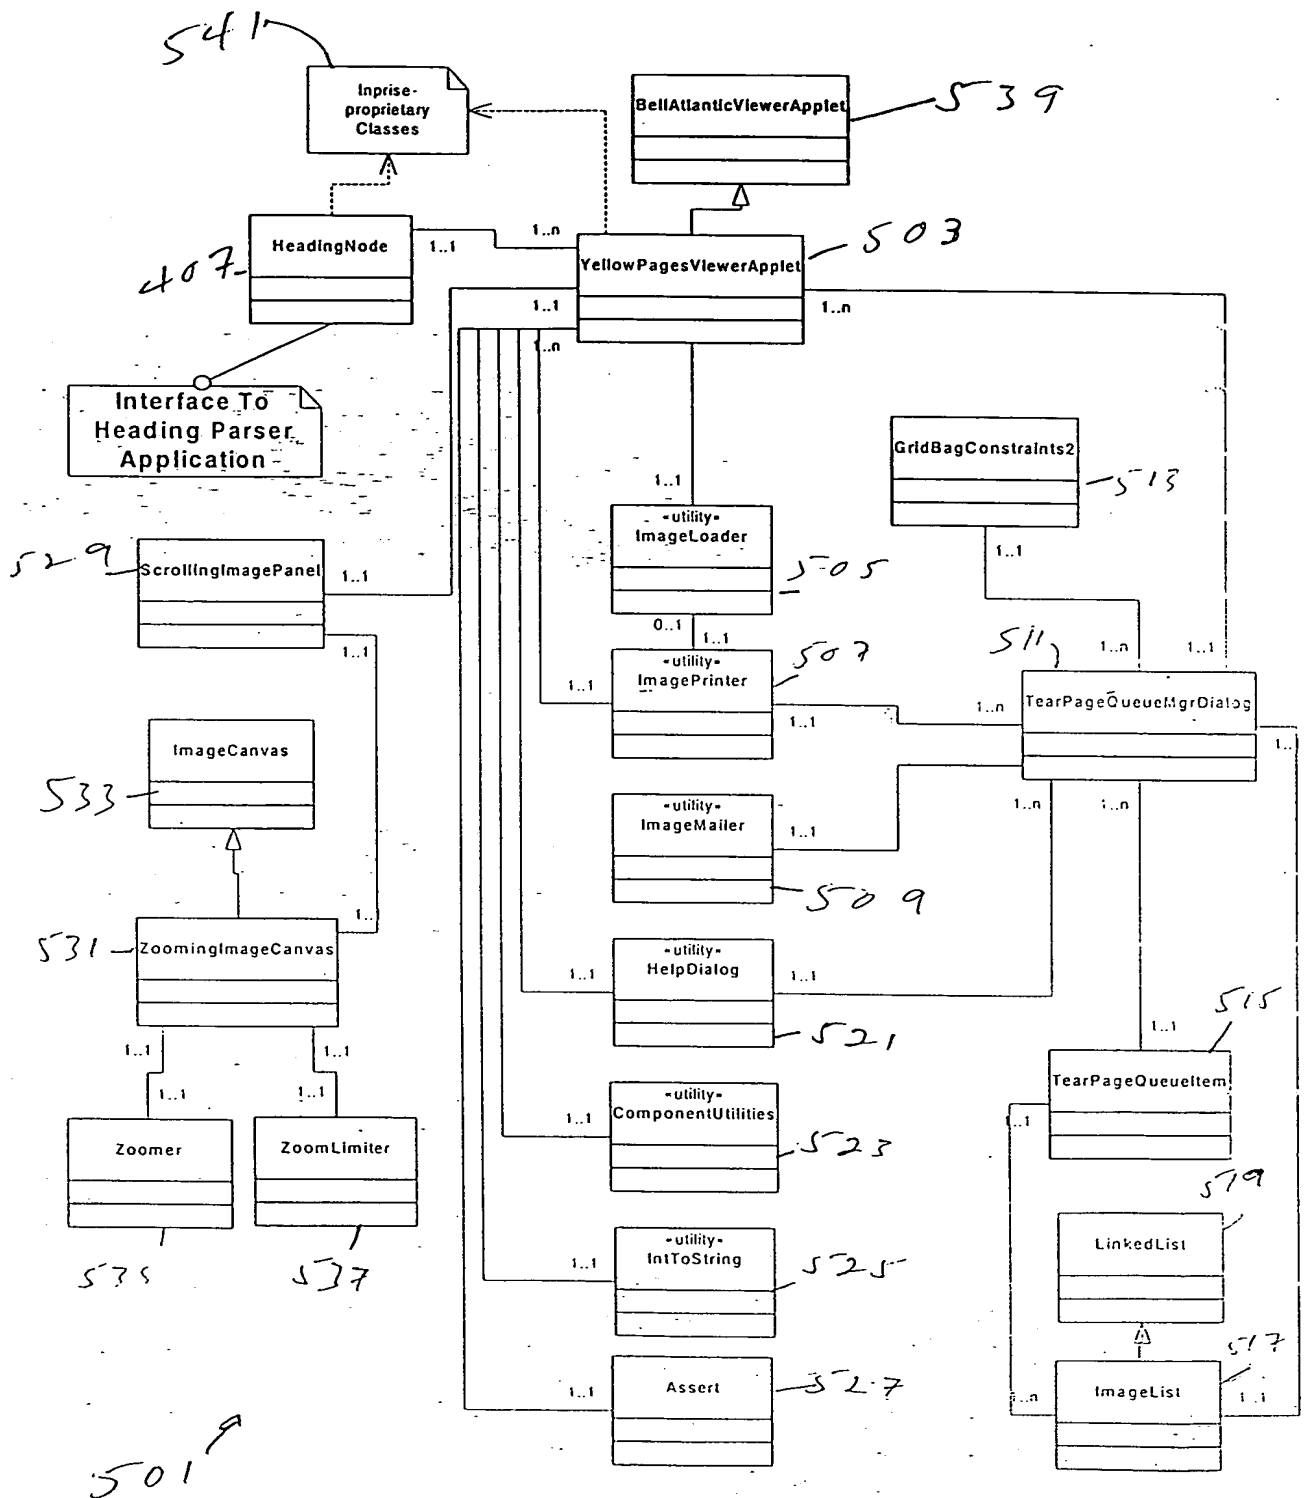 541
Inprise-
proprietary
Classes
BellAtlanticViewerApplet
539
HeadingNode
407
1..1
1..n
YellowPagesViewerApplet
503
1..1
1..n
1..n
Interface To
Heading Parser
Application
GridBagConstraints2
513
1..1
1..1
«utility»
ImageLoader
505
529
ScrollingImagePanel
1..1
1..1
0..1
1..1
«utility»
ImagePrinter
507
1..1
1..1
511
1..n
1..1
TearPageQueueMgrDialog
1..n
1..
1..n
1..n
ImageCanvas
533
«utility»
ImageMailer
1..1
509
1..
531
ZoomingImageCanvas
1..1
1..1
«utility»
HelpDialog
1..1
1..1
521
515
1..1
TearPageQueueItem
1..1
1..1
1..1
Zoomer
ZoomLimiter
535
537
«utility»
ComponentUtilities
1..1
523
519
LinkedList
«utility»
IntToString
1..1
525
517
Assert
1..1
527
1..n
ImageList
1..1
501